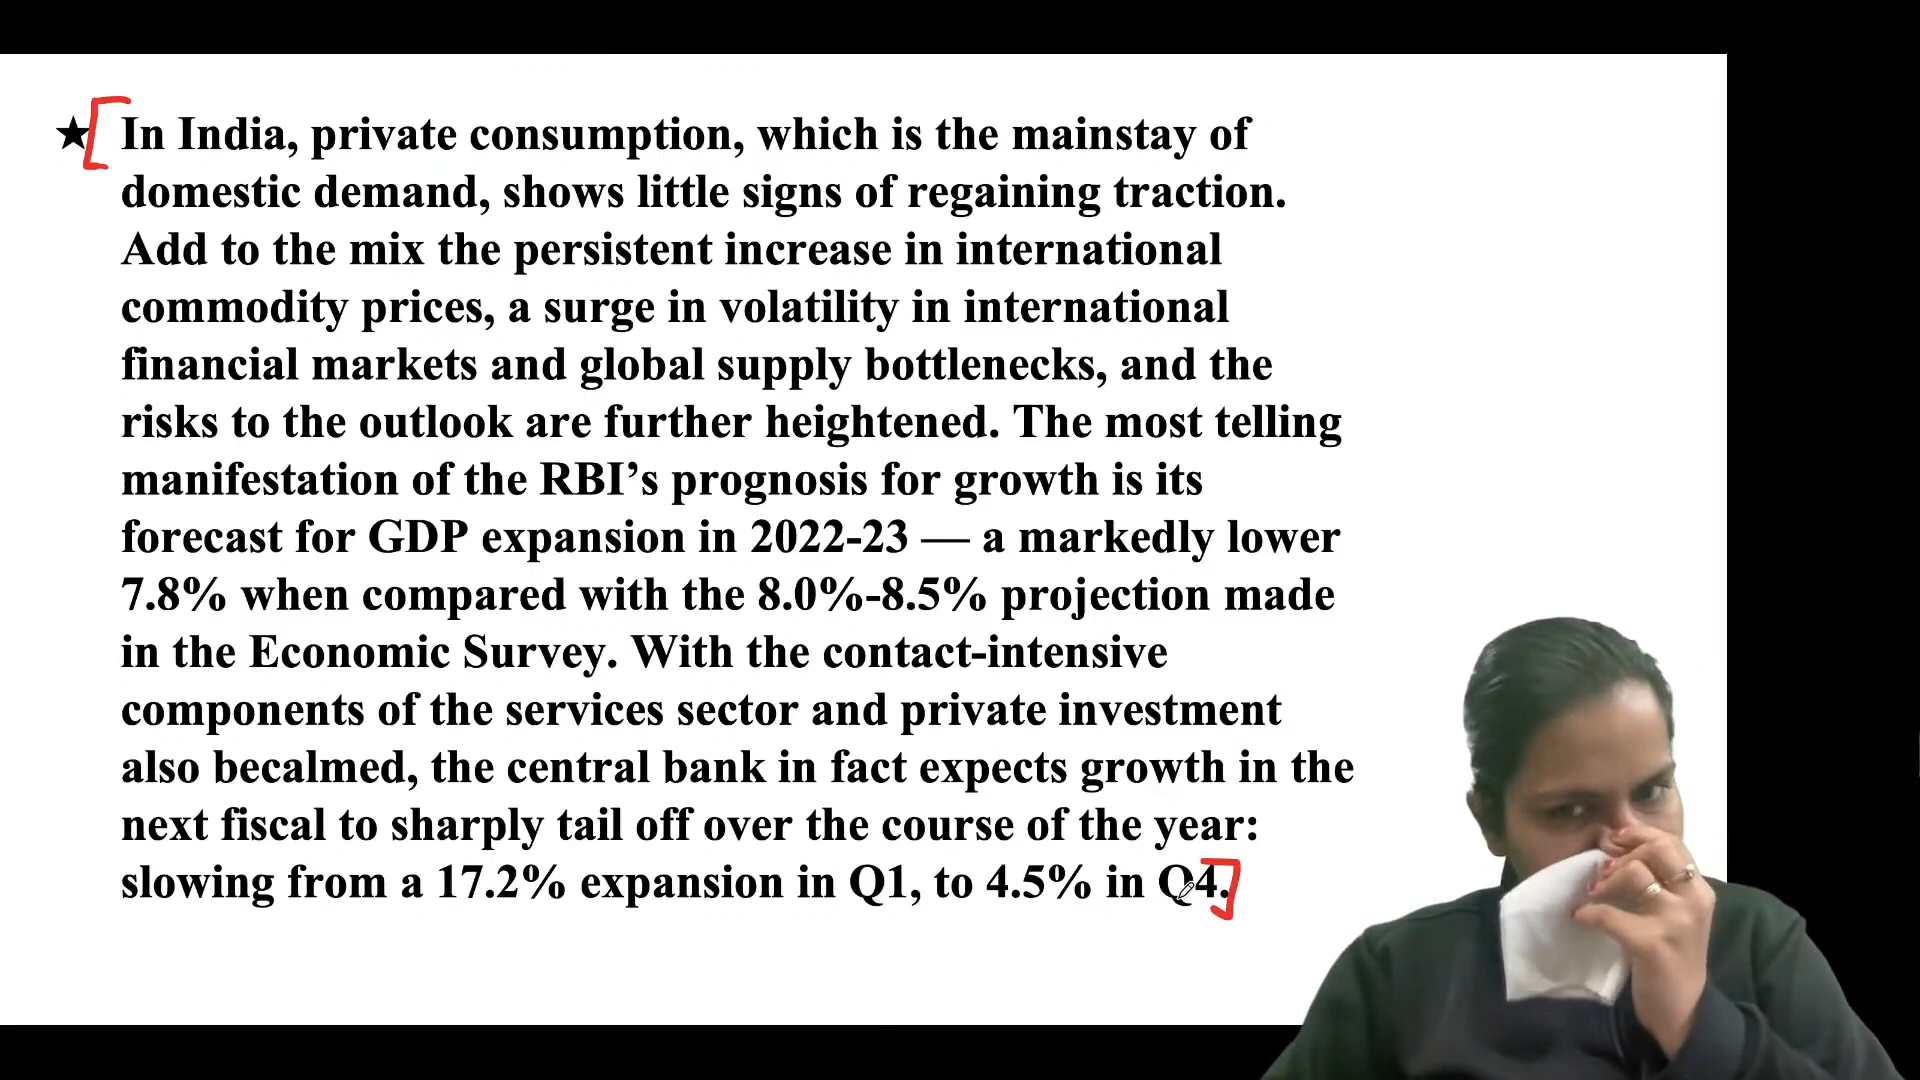 ★ In India, private consumption, which is the mainstay of
domestic demand, shows little signs of regaining traction.
Add to the mix the persistent increase in international
commodity prices, a surge in volatility in international
financial markets and global supply bottlenecks, and the
risks to the outlook are further heightened. The most telling
manifestation of the RBI’s prognosis for growth is its
forecast for GDP expansion in 2022-23 — a markedly lower
7.8% when compared with the 8.0%-8.5% projection made
in the Economic Survey. With the contact-intensive
components of the services sector and private investment
also becalmed, the central bank in fact expects growth in the
next fiscal to sharply tail off over the course of the year:
slowing from a 17.2% expansion in Q1, to 4.5% in Q4.